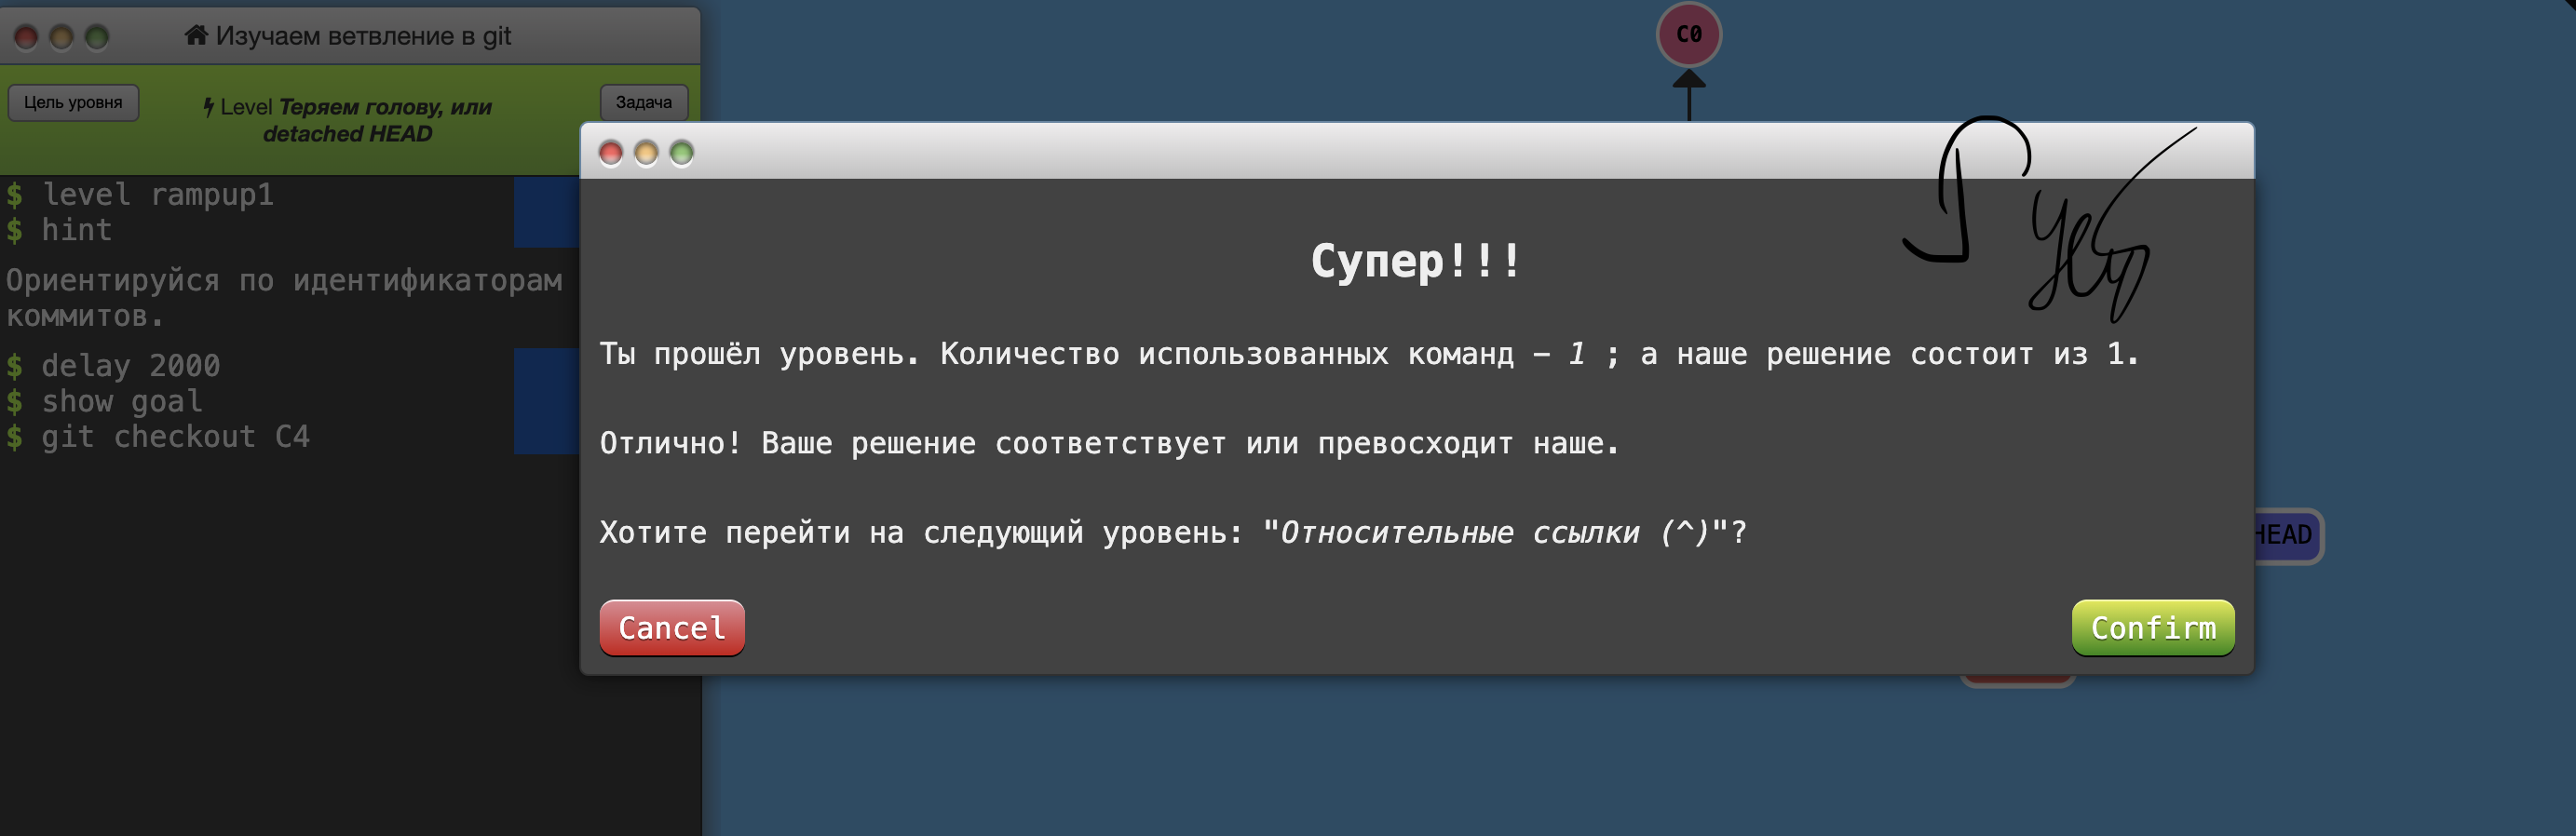 Изучаем ветвление в git
Цель уровня
Level Теряем голову, или
detached HEAD
Задача
$ level rampup1
$ hint
Ориентируйся по идентификаторам
коммитов.
$ delay 2000
$ show goal
$ git checkout C4
C0
Супер!!!
Ты прошёл уровень. Количество использованных команд – 1 ; а наше решение состоит из 1.
Отлично! Ваше решение соответствует или превосходит наше.
Хотите перейти на следующий уровень: "Относительные ссылки (^)"?
Cancel
Confirm
HEAD